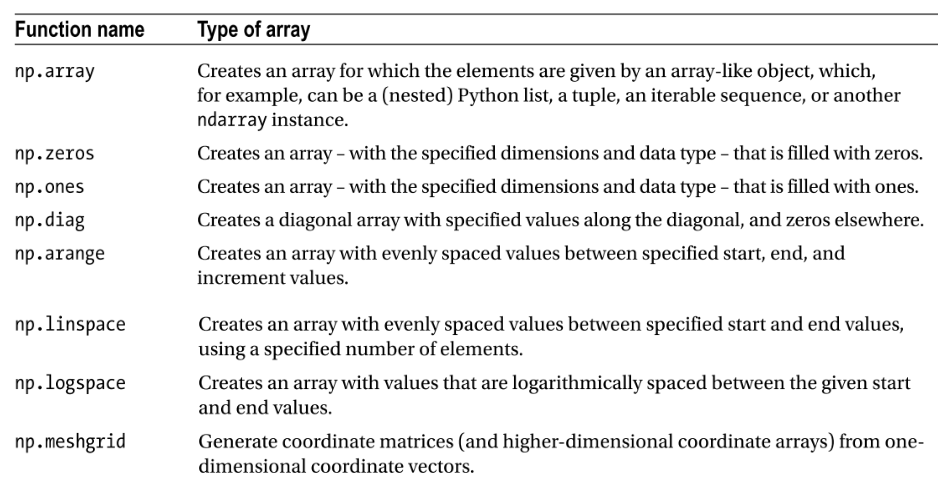 Function name Type of array
np.array Creates an array for which the elements are given by an array-like object, which,
for example, can be a (nested) Python list, a tuple, an iterable sequence, or another
ndarray instance.
np.zeros Creates an array – with the specified dimensions and data type – that is filled with zeros.
np.ones Creates an array – with the specified dimensions and data type – that is filled with ones.
np.diag Creates a diagonal array with specified values along the diagonal, and zeros elsewhere.
np.arange Creates an array with evenly spaced values between specified start, end, and
increment values.
np.linspace Creates an array with evenly spaced values between specified start and end values,
using a specified number of elements.
np.logspace Creates an array with values that are logarithmically spaced between the given start
and end values.
np.meshgrid Generate coordinate matrices (and higher-dimensional coordinate arrays) from one-
dimensional coordinate vectors.